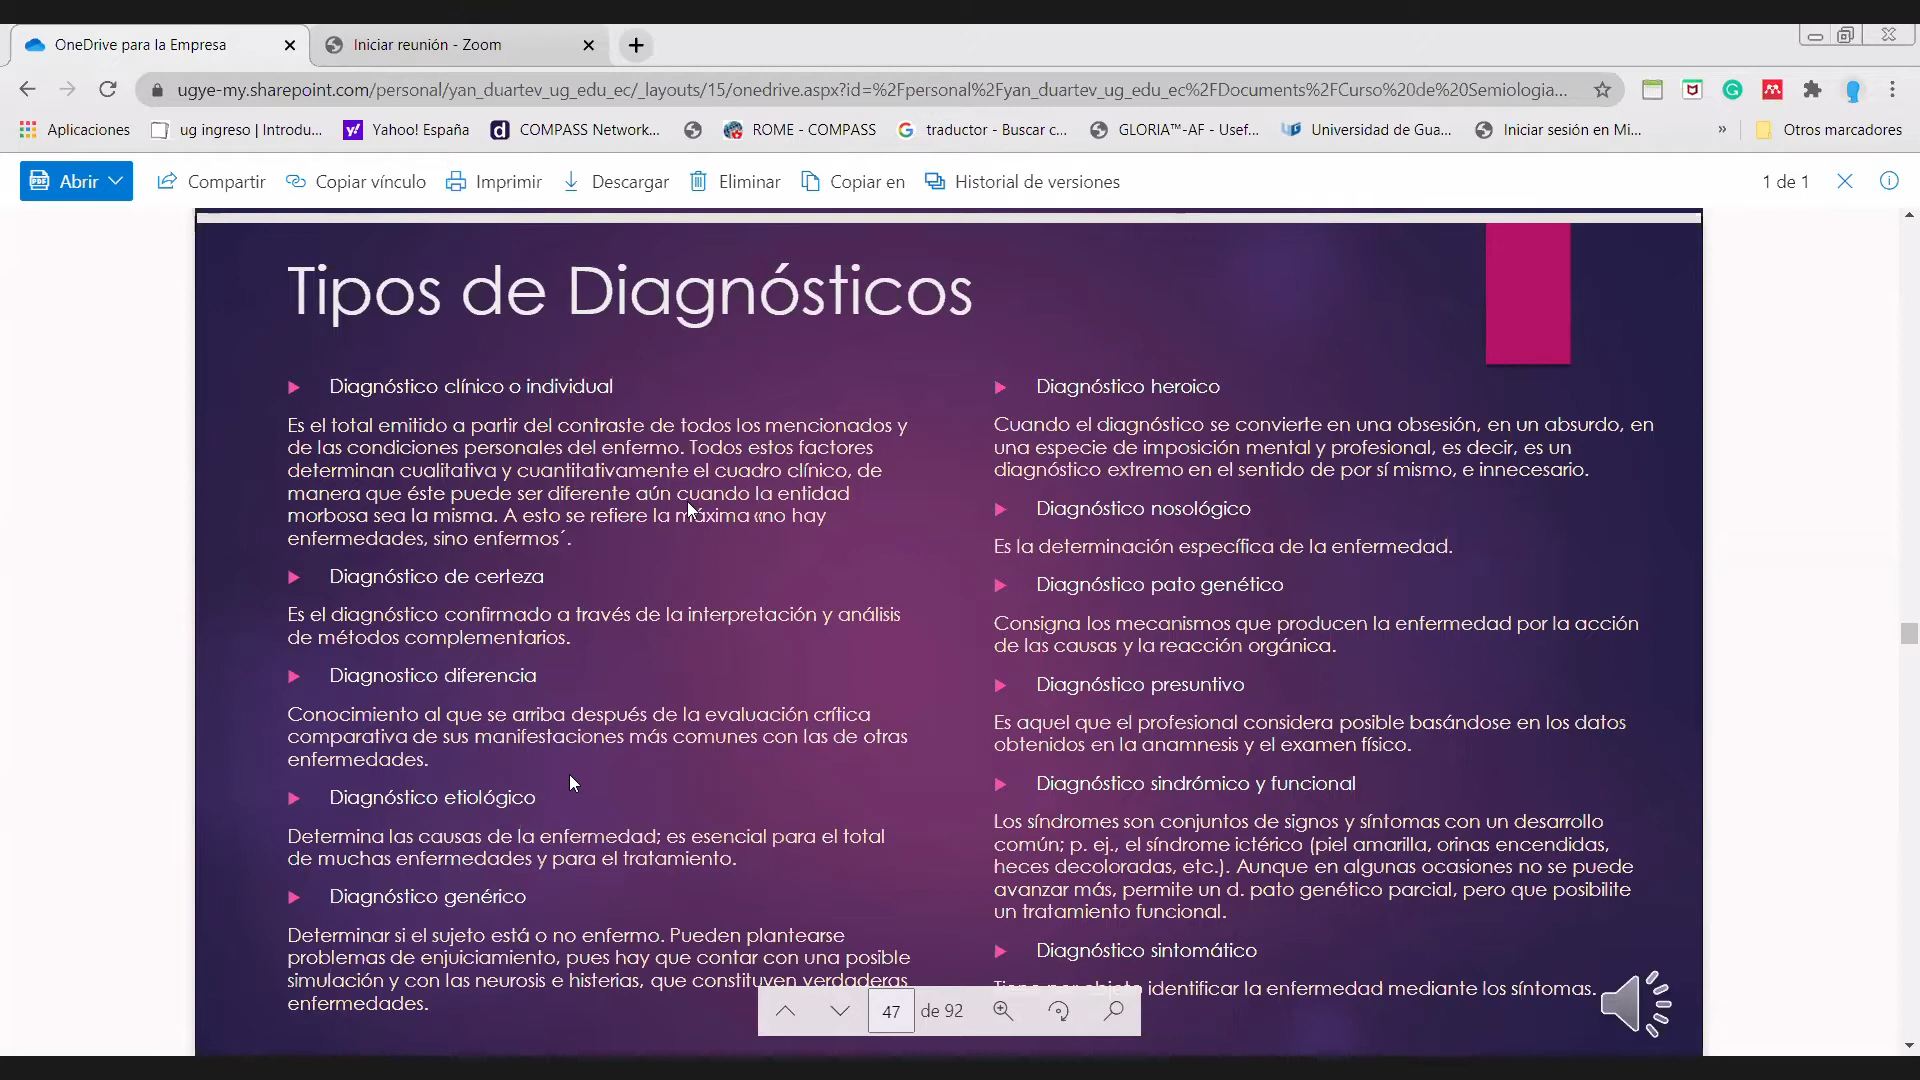 OneDrive para la Empresa
Iniciar reunión - Zoom
ugye-my.sharepoint.com/personal/yan_duartev_ug_edu_ec/_layouts/15/onedrive.aspx?id=%2Fpersonal%2Fyan_duartev_ug_edu_ec%2FDocuments%2FCurso%20de%20Semiologia...
Aplicaciones
ug ingreso | Introdu...
Yahoo! España
COMPASS Network...
ROME - COMPASS
traductor - Buscar c...
GLORIA™-AF - Usef...
Universidad de Gua...
Iniciar sesión en Mi...
»
Otros marcadores
Abrir
Compartir
Copiar vínculo
Imprimir
Descargar
Eliminar
Copiar en
Historial de versiones
1 de 1
Tipos de Diagnósticos
Diagnóstico clínico o individual
Es el total emitido a partir del contraste de todos los mencionados y
de las condiciones personales del enfermo. Todos estos factores
determinan cualitativa y cuantitativamente el cuadro clínico, de
manera que éste puede ser diferente aún cuando la entidad
morbosa sea la misma. A esto se refiere la máxima «no hay
enfermedades, sino enfermos´.
Diagnóstico de certeza
Es el diagnóstico confirmado a través de la interpretación y análisis
de métodos complementarios.
Diagnostico diferencia
Conocimiento al que se arriba después de la evaluación crítica
comparativa de sus manifestaciones más comunes con las de otras
enfermedades.
Diagnóstico etiológico
Determina las causas de la enfermedad; es esencial para el total
de muchas enfermedades y para el tratamiento.
Diagnóstico genérico
Determinar si el sujeto está o no enfermo. Pueden plantearse
problemas de enjuiciamiento, pues hay que contar con una posible
simulación y con las neurosis e histerias, que constituyen verdaderas
enfermedades.
Diagnóstico heroico
Cuando el diagnóstico se convierte en una obsesión, en un absurdo, en
una especie de imposición mental y profesional, es decir, es un
diagnóstico extremo en el sentido de por sí mismo, e innecesario.
Diagnóstico nosológico
Es la determinación específica de la enfermedad.
Diagnóstico pato genético
Consigna los mecanismos que producen la enfermedad por la acción
de las causas y la reacción orgánica.
Diagnóstico presuntivo
Es aquel que el profesional considera posible basándose en los datos
obtenidos en la anamnesis y el examen físico.
Diagnóstico sindrómico y funcional
Los síndromes son conjuntos de signos y síntomas con un desarrollo
común; p. ej., el síndrome ictérico (piel amarilla, orinas encendidas,
heces decoloradas, etc.). Aunque en algunas ocasiones no se puede
avanzar más, permite un d. pato genético parcial, pero que posibilite
un tratamiento funcional.
Diagnóstico sintomático
Tiene por objeto identificar la enfermedad mediante los síntomas.
47 de 92